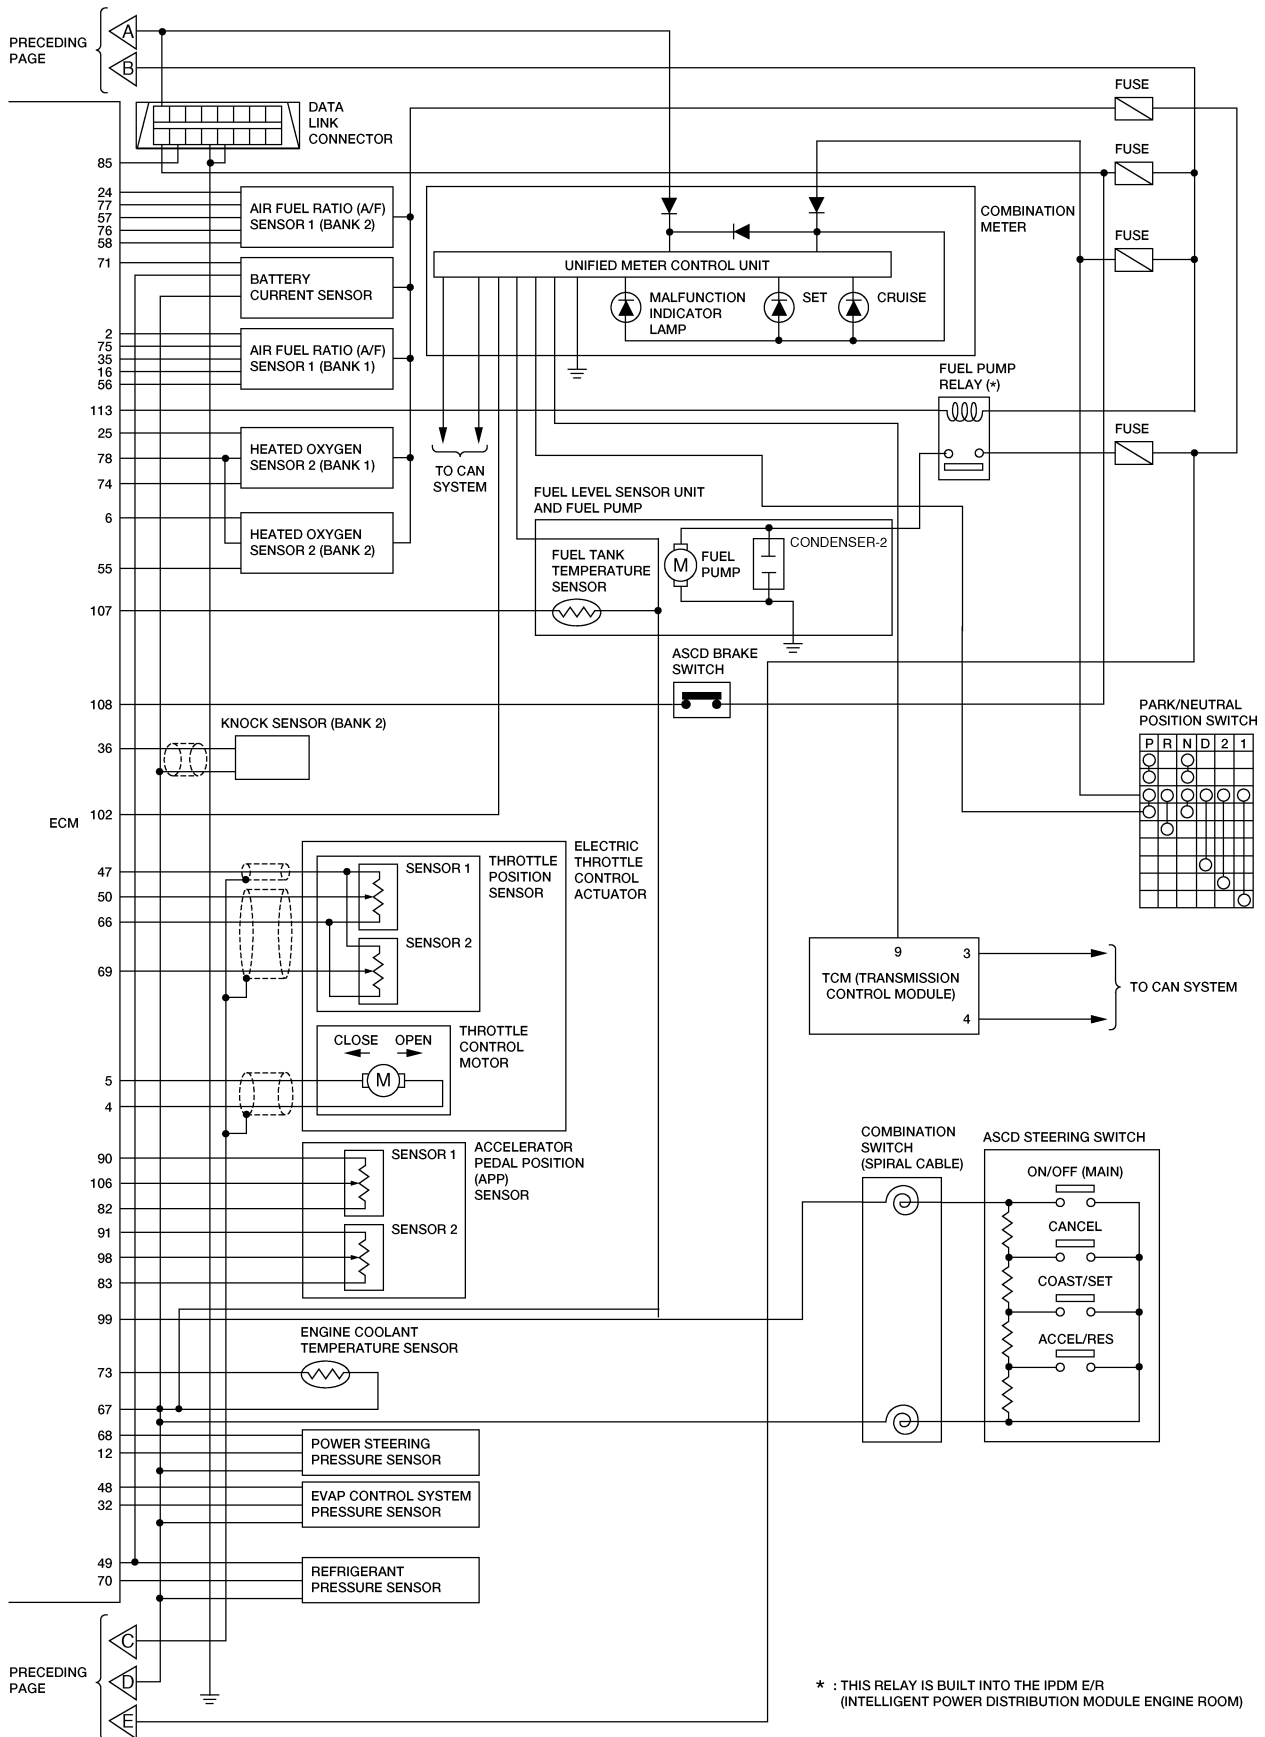 PRECEDING
PAGE
A
B
DATA
LINK
CONNECTOR
FUSE
FUSE
FUSE
FUSE
85
24
77
57
76
58
AIR FUEL RATIO (A/F)
SENSOR 1 (BANK 2)
71
BATTERY
CURRENT SENSOR
2
75
35
16
56
AIR FUEL RATIO (A/F)
SENSOR 1 (BANK 1)
COMBINATION
METER
UNIFIED METER CONTROL UNIT
MALFUNCTION
INDICATOR
LAMP
SET
CRUISE
113
25
78
74
HEATED OXYGEN
SENSOR 2 (BANK 1)
6
55
HEATED OXYGEN
SENSOR 2 (BANK 2)
TO CAN
SYSTEM
FUEL PUMP
RELAY (*)
FUEL LEVEL SENSOR UNIT
AND FUEL PUMP
FUEL TANK
TEMPERATURE
SENSOR
M
FUEL
PUMP
CONDENSER-2
107
ASCD BRAKE
SWITCH
108
KNOCK SENSOR (BANK 2)
36
PARK/NEUTRAL
POSITION SWITCH
P R N D 2 1
ECM
102
47
50
66
69
SENSOR 1
SENSOR 2
THROTTLE
POSITION
SENSOR
ELECTRIC
THROTTLE
CONTROL
ACTUATOR
9
3
4
TCM (TRANSMISSION
CONTROL MODULE)
TO CAN SYSTEM
CLOSE OPEN
M
THROTTLE
CONTROL
MOTOR
5
4
90
106
82
91
98
83
SENSOR 1
SENSOR 2
ACCELERATOR
PEDAL POSITION
(APP)
SENSOR
COMBINATION
SWITCH
(SPIRAL CABLE)
ASCD STEERING SWITCH
ON/OFF (MAIN)
CANCEL
COAST/SET
ACCEL/RES
99
ENGINE COOLANT
TEMPERATURE SENSOR
73
67
68
12
POWER STEERING
PRESSURE SENSOR
48
32
EVAP CONTROL SYSTEM
PRESSURE SENSOR
49
70
REFRIGERANT
PRESSURE SENSOR
PRECEDING
PAGE
C
D
E
* : THIS RELAY IS BUILT INTO THE IPDM E/R
(INTELLIGENT POWER DISTRIBUTION MODULE ENGINE ROOM)